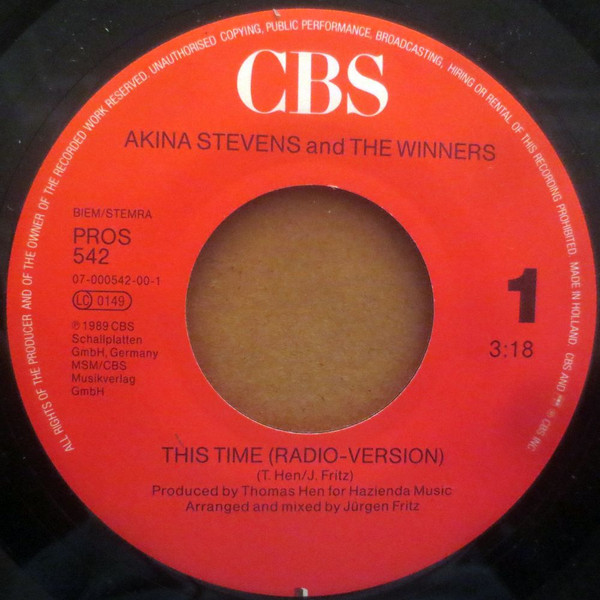 ALL RIGHTS OF THE PRODUCER AND OF THE OWNER OF THE RECORDED WORK RESERVED. UNAUTHORISED COPYING, PUBLIC PERFORMANCE, BROADCASTING, HIRING OR RENTAL OF THIS RECORDING PROHIBITED. MADE IN HOLLAND. CBS AND ® CBS INC.
CBS
AKINA STEVENS and THE WINNERS
BIEM/STEMRA
PROS
542
07-000542-00-1
LC 0149
℗ 1989 CBS
Schallplatten
GmbH, Germany
MSM/CBS
Musikverlag
GmbH
1
3:18
THIS TIME (RADIO-VERSION)
(T. Hen/J. Fritz)
Produced by Thomas Hen for Hazienda Music
Arranged and mixed by Jürgen Fritz